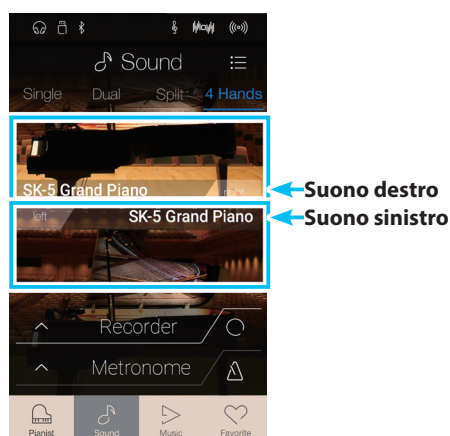 Sound
Single Dual Split 4 Hands
SK-5 Grand Piano right
Suono destro
left SK-5 Grand Piano
Suono sinistro
Recorder
Metronome
Pianist Sound Music Favorite